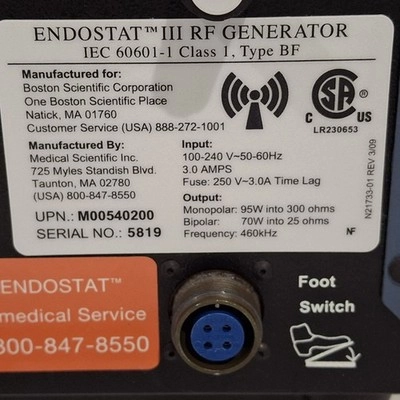 ENDOSTAT™ III RF GENERATOR
IEC 60601-1 Class 1, Type BF
Manufactured for:
Boston Scientific Corporation
One Boston Scientific Place
Natick, MA 01760
Customer Service (USA) 888-272-1001
SA
C US
LR230653
Manufactured By:
Medical Scientific Inc.
725 Myles Standish Blvd.
Taunton, MA 02780
(USA) 800-847-8550
Input:
100-240 V~50-60Hz
3.0 AMPS
Fuse: 250 V~3.0A Time Lag
Output:
Monopolar: 95W into 300 ohms
Bipolar: 70W into 25 ohms
Frequency: 460kHz
NF
N21733-01 REV 3/09
UPN.: M00540200
SERIAL NO.: 5819
ENDOSTAT™
medical Service
800-847-8550
Foot
Switch